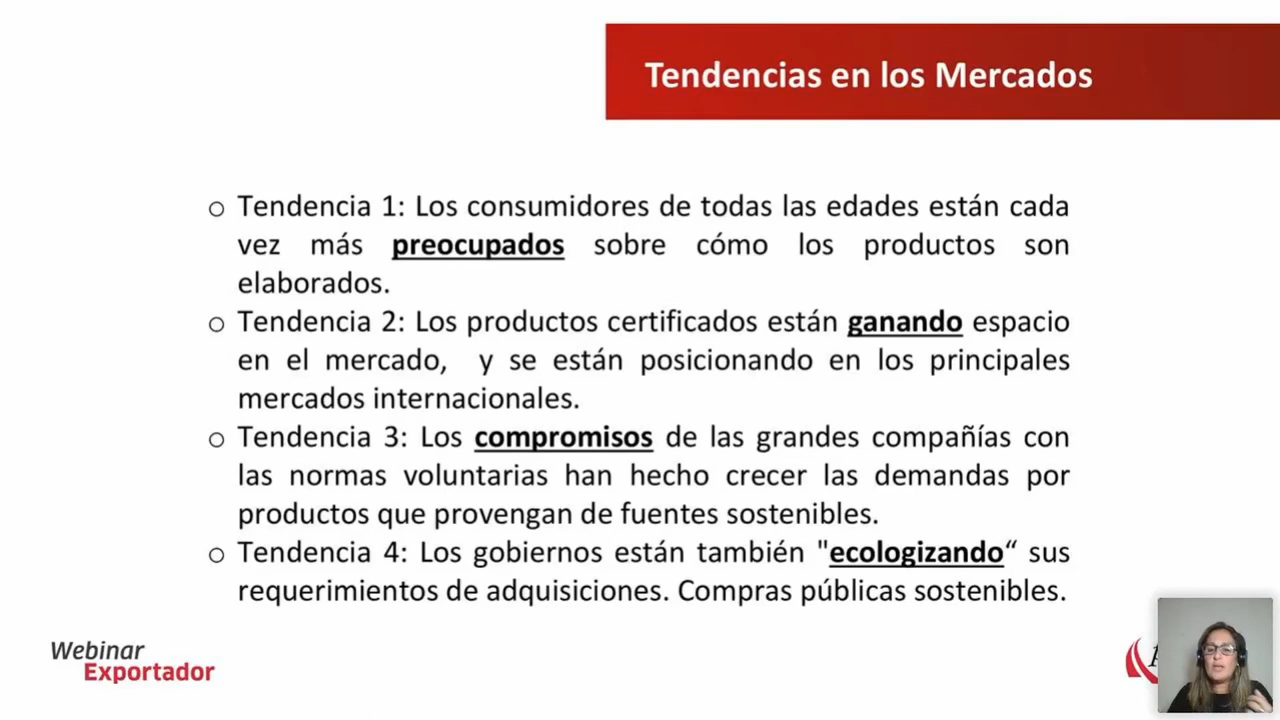 Tendencias en los Mercados
o Tendencia 1: Los consumidores de todas las edades están cada
vez más preocupados sobre cómo los productos son
elaborados.
o Tendencia 2: Los productos certificados están ganando espacio
en el mercado, y se están posicionando en los principales
mercados internacionales.
o Tendencia 3: Los compromisos de las grandes compañías con
las normas voluntarias han hecho crecer las demandas por
productos que provengan de fuentes sostenibles.
o Tendencia 4: Los gobiernos están también "ecologizando“ sus
requerimientos de adquisiciones. Compras públicas sostenibles.
Webinar
Exportador